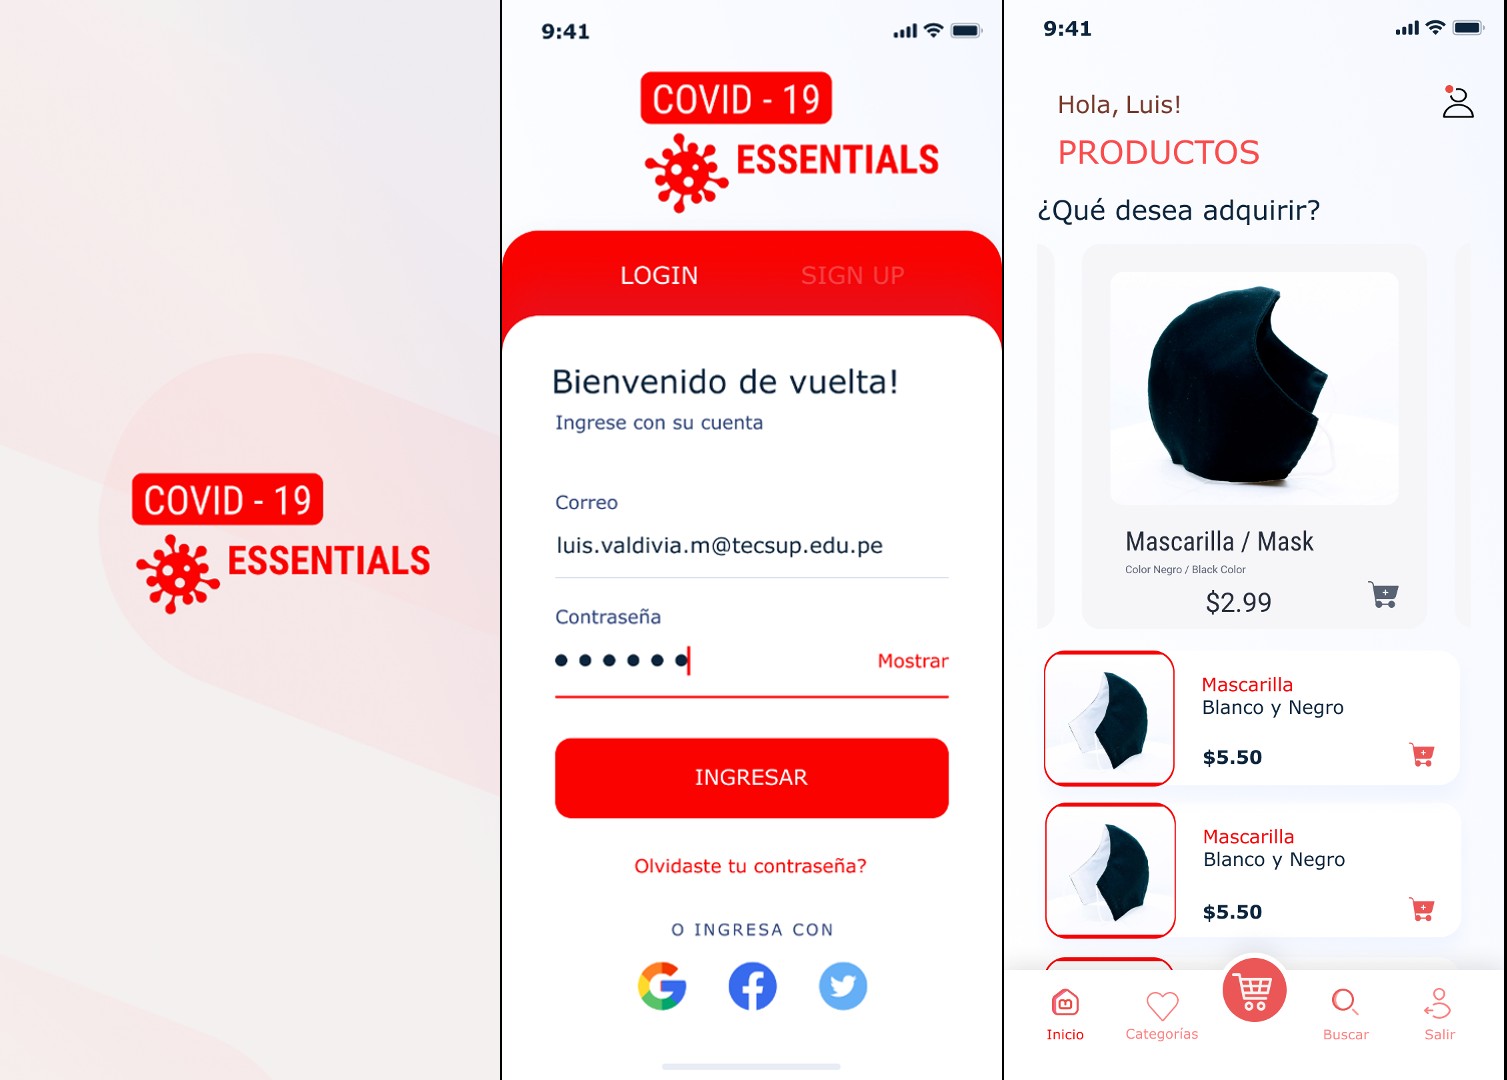 COVID - 19
ESSENTIALS
9:41
COVID - 19
ESSENTIALS
LOGIN
SIGN UP
Bienvenido de vuelta!
Ingrese con su cuenta
Correo
luis.valdivia.m@tecsup.edu.pe
Contraseña
Mostrar
INGRESAR
Olvidaste tu contraseña?
O INGRESA CON
9:41
Hola, Luis!
PRODUCTOS
¿Qué desea adquirir?
Mascarilla / Mask
Color Negro / Black Color
$2.99
Mascarilla
Blanco y Negro
$5.50
Mascarilla
Blanco y Negro
$5.50
Inicio
Categorías
Buscar
Salir